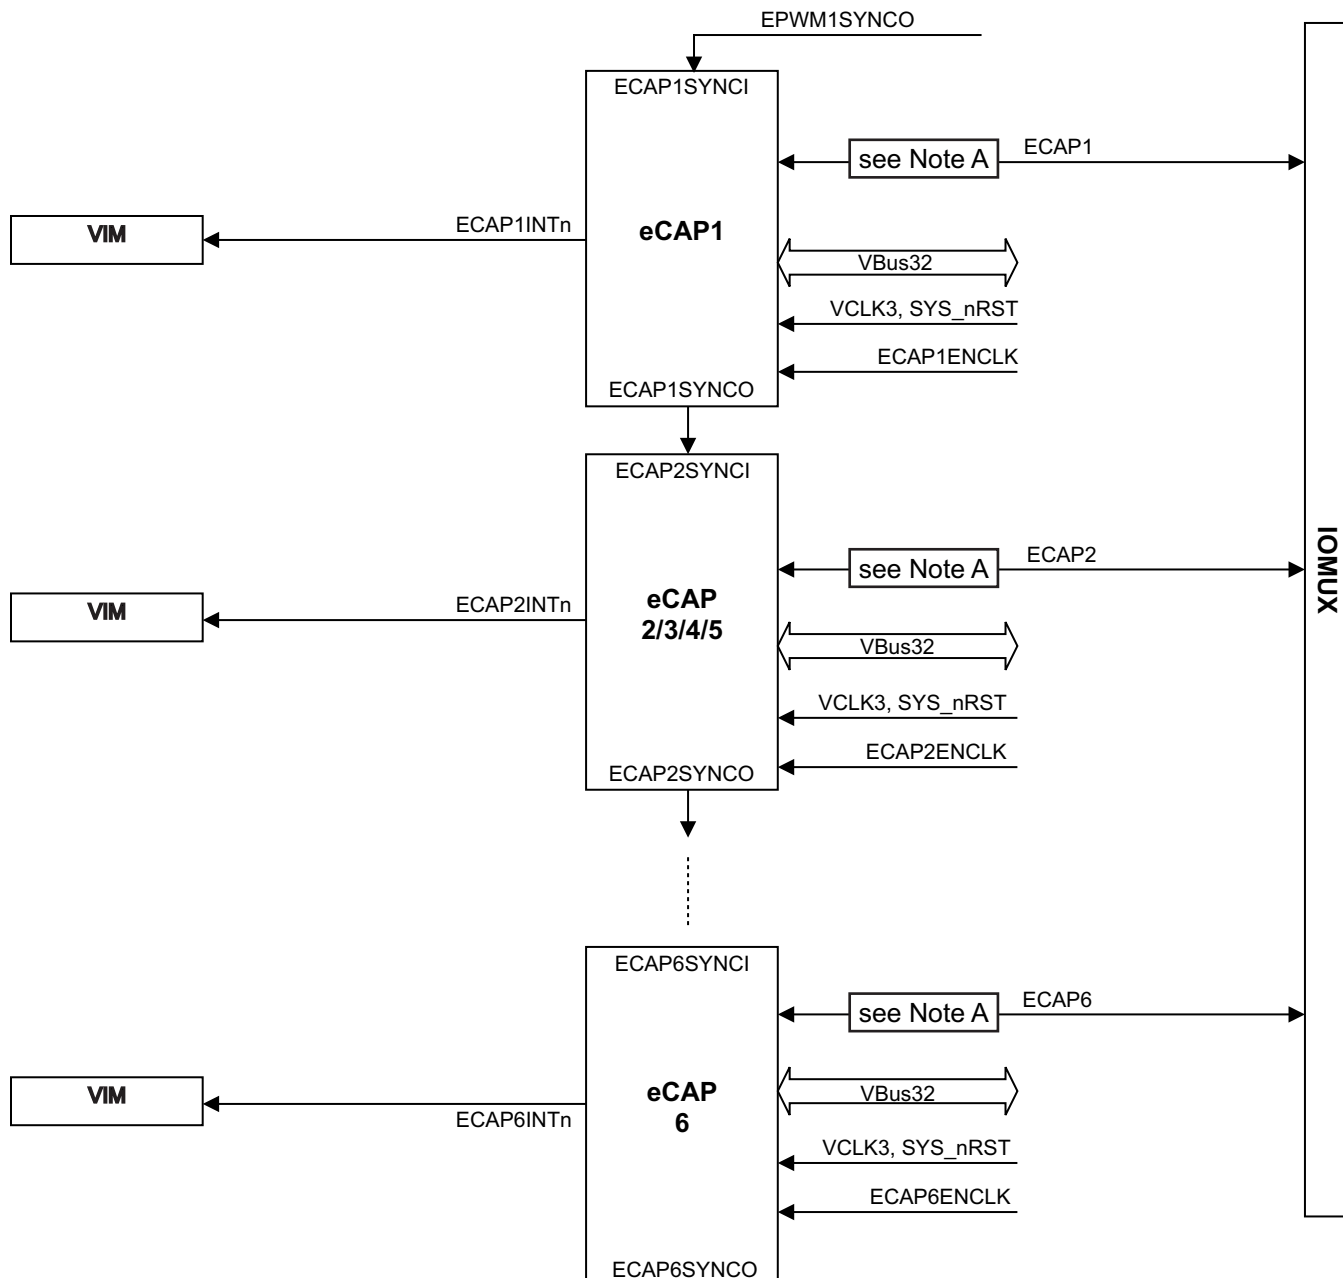 EPWM1SYNCO
ECAP1SYNCI
see Note A
ECAP1
VIM
ECAP1INTn
eCAP1
VBus32
VCLK3, SYS_nRST
ECAP1ENCLK
ECAP1SYNCO
ECAP2SYNCI
see Note A
ECAP2
IOMUX
VIM
ECAP2INTn
eCAP
2/3/4/5
VBus32
VCLK3, SYS_nRST
ECAP2ENCLK
ECAP2SYNCO
ECAP6SYNCI
see Note A
ECAP6
VIM
ECAP6INTn
eCAP
6
VBus32
VCLK3, SYS_nRST
ECAP6ENCLK
ECAP6SYNCO